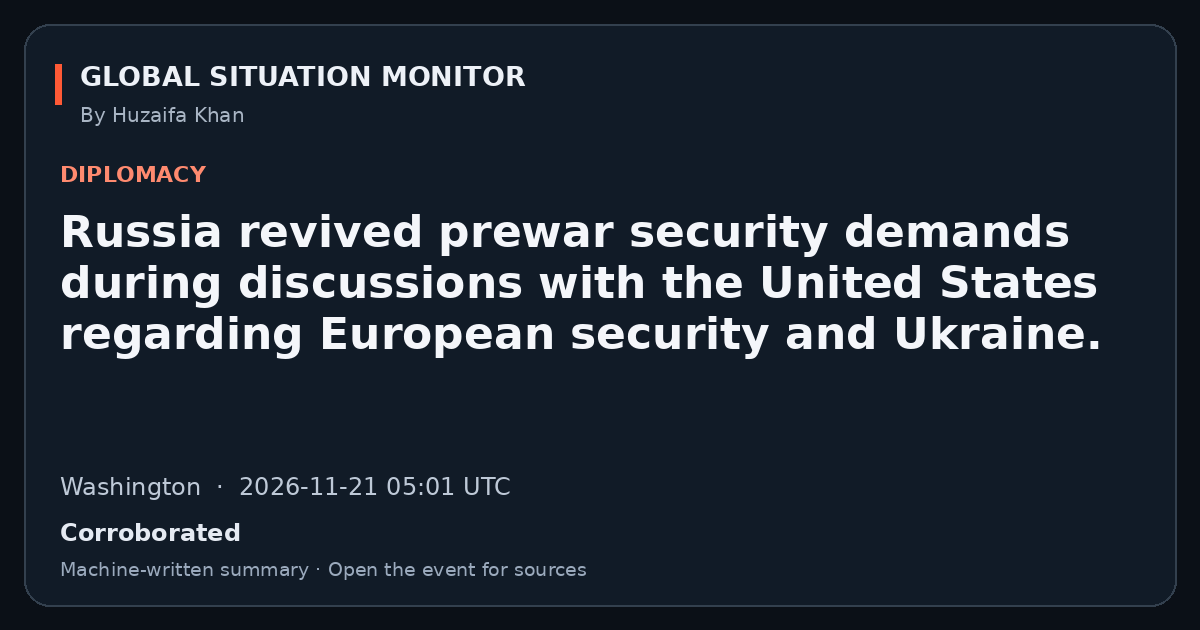 GLOBAL SITUATION MONITOR
By Huzaifa Khan
DIPLOMACY
Russia revived prewar security demands
during discussions with the United States
regarding European security and Ukraine.
Washington · 2026-11-21 05:01 UTC
Corroborated
Machine-written summary · Open the event for sources